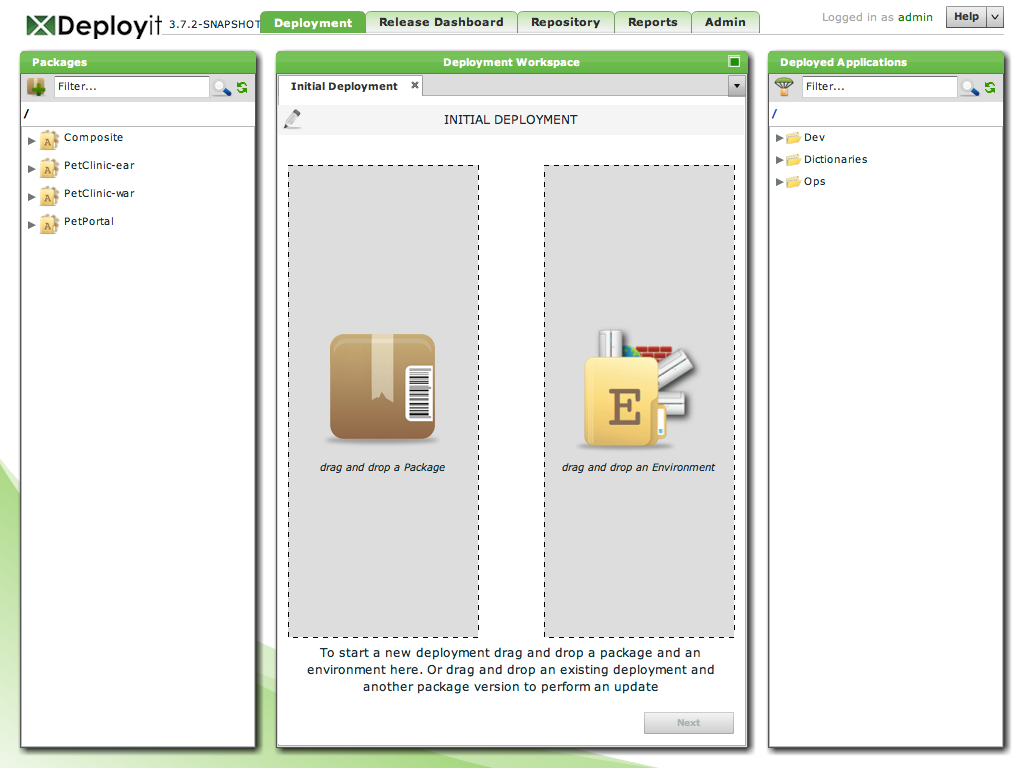 Deployit 3.7.2-SNAPSHOT
Deployment Release Dashboard Repository Reports Admin
Logged in as admin Help
Packages
Filter...
/
A Composite
A PetClinic-ear
A PetClinic-war
A PetPortal
Deployment Workspace
Initial Deployment
INITIAL DEPLOYMENT
drag and drop a Package
E
drag and drop an Environment
To start a new deployment drag and drop a package and an
environment here. Or drag and drop an existing deployment and
another package version to perform an update
Next
Deployed Applications
Filter...
/
Dev
Dictionaries
Ops